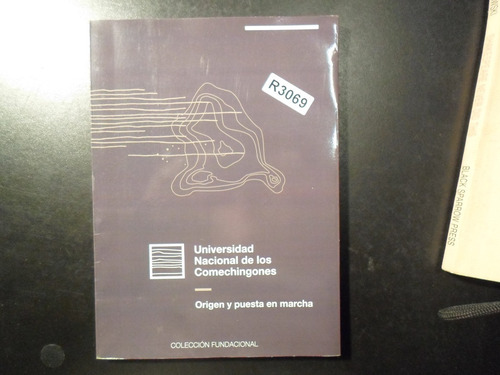 R3069
Universidad
Nacional de los
Comechingones
Origen y puesta en marcha
COLECCIÓN FUNDACIONAL
BLACK SPARROW PRESS